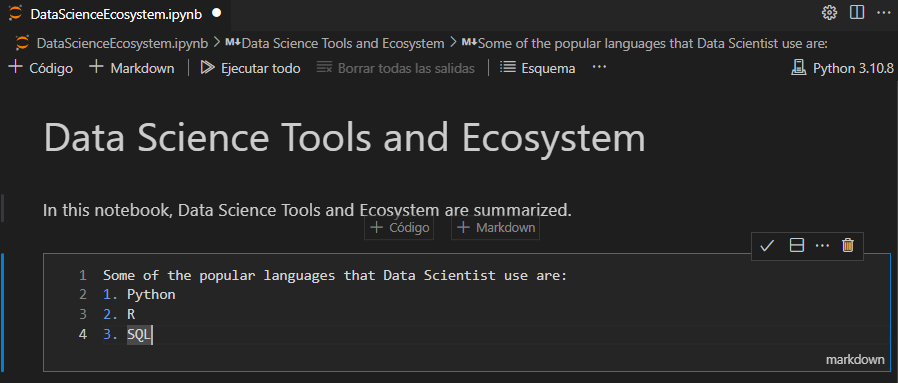 DataScienceEcosystem.ipynb
DataScienceEcosystem.ipynb > M↓Data Science Tools and Ecosystem > M↓Some of the popular languages that Data Scientist use are:
+ Código + Markdown | Ejecutar todo Borrar todas las salidas | Esquema ··· Python 3.10.8
Data Science Tools and Ecosystem
In this notebook, Data Science Tools and Ecosystem are summarized.
+ Código + Markdown
1 Some of the popular languages that Data Scientist use are:
2 1. Python
3 2. R
4 3. SQL
markdown